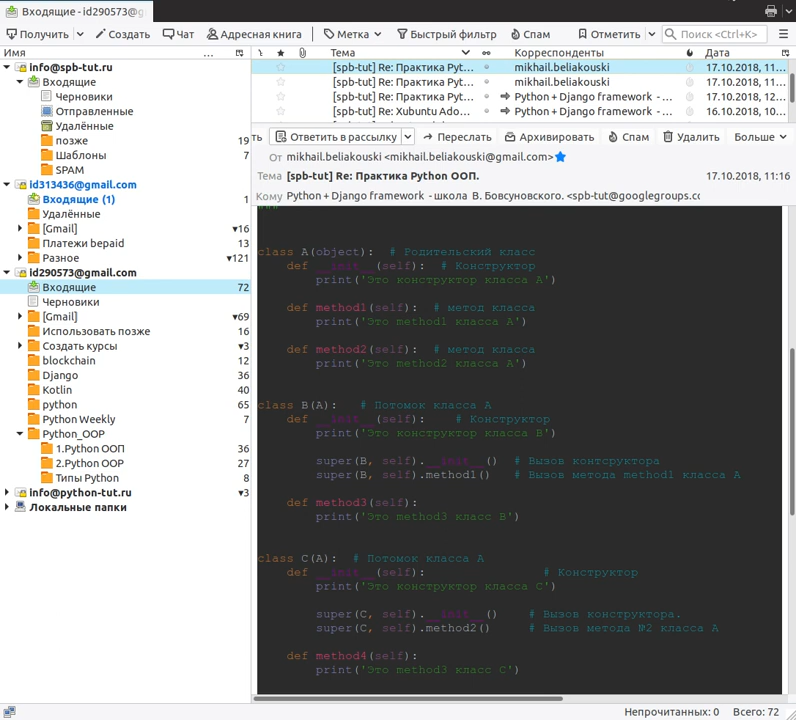 Входящие - id290573@g
Получить
Создать
Чат
Адресная книга
Метка
Быстрый фильтр
Спам
Отметить
Поиск <Ctrl+K>
Имя
...
info@spb-tut.ru
Входящие
Черновики
Отправленные
Удалённые
позже 19
Шаблоны 7
SPAM
id313436@gmail.com
Входящие (1) 1
Удалённые
[Gmail] ▾16
Платежи bepaid 13
Разное ▾121
id290573@gmail.com
Входящие 72
Черновики
[Gmail] ▾69
Использовать позже 16
Создать курсы ▾3
blockchain 12
Django 36
Kotlin 40
python 65
Python Weekly 7
Python_OOP
1.Python ООП 36
2.Python OOP 27
Типы Python 8
info@python-tut.ru ▾3
Локальные папки
Тема Корреспонденты Дата
[spb-tut] Re: Практика Pyt... mikhail.beliakouski 17.10.2018, 11...
[spb-tut] Re: Практика Pyt... mikhail.beliakouski 17.10.2018, 11...
[spb-tut] Re: Практика Pyt... Python + Django framework - ... 17.10.2018, 12...
[spb-tut] Re: Xubuntu Ado... Python + Django framework - ... 16.10.2018, 10...
ть Ответить в рассылку Переслать Архивировать Спам Удалить Больше
От mikhail.beliakouski <mikhail.beliakouski@gmail.com>
Тема [spb-tut] Re: Практика Python ООП. 17.10.2018, 11:16
Кому Python + Django framework - школа В. Бовсуновского. <spb-tut@googlegroups.cc
class A(object):  # Родительский класс
def __init__(self):  # Конструктор
print('Это конструктор класса A')
def method1(self):  # метод класса
print('Это method1 класса A')
def method2(self):  # метод класса
print('Это method2 класса A')
class B(A):   # Потомок класса A
def __init__(self):    # Конструктор
print('Это конструктор класса B')
super(B, self).__init__()  # Вызов контсруктора
super(B, self).method1()   # Вызов метода method1 класса A
def method3(self):
print('Это method3 класс B')
class C(A):  # Потомок класса A
def __init__(self):                # Конструктор
print('Это конструктор класса C')
super(C, self).__init__()    # Вызов конструктора.
super(C, self).method2()     # Вызов метода №2 класса A
def method4(self):
print('Это method3 класс C')
Непрочитанных: 0 Всего: 72